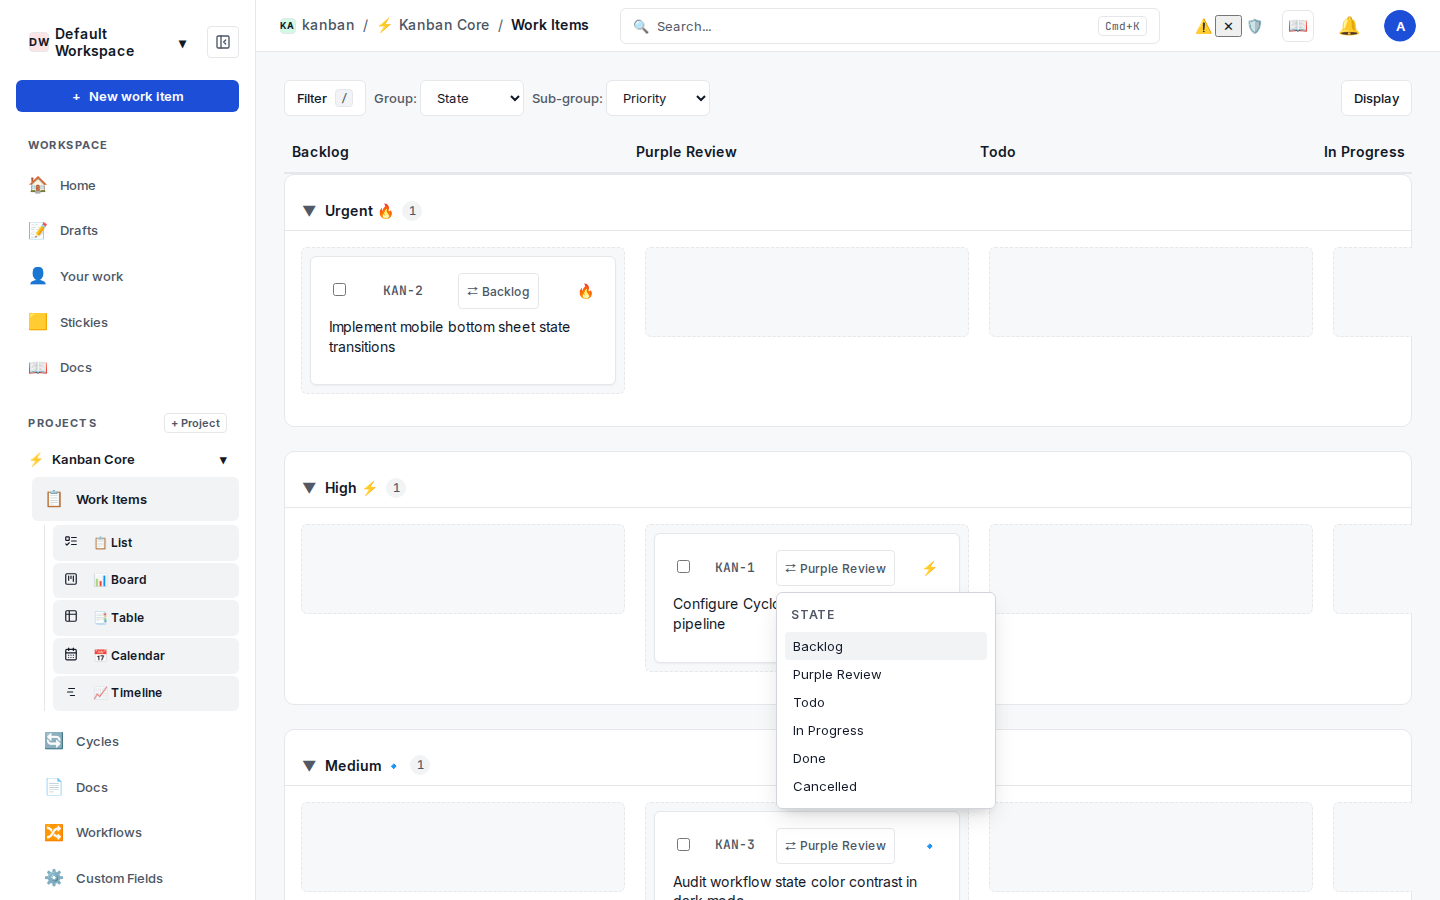 DW Default Workspace ▼
+ New work item
WORKSPACE
Home
Drafts
Your work
Stickies
Docs
PROJECTS + Project
Kanban Core ▼
Work Items
List
Board
Table
Calendar
Timeline
Cycles
Docs
Workflows
Custom Fields
KA kanban / Kanban Core / Work Items
Search... Cmd+K
A
Filter / Group: State Sub-group: Priority Display
Backlog Purple Review Todo In Progress
Urgent 1
KAN-2 Backlog
Implement mobile bottom sheet state
transitions
High 1
KAN-1 Purple Review
Configure Cyclo
pipeline
STATE
Backlog
Purple Review
Todo
In Progress
Done
Cancelled
Medium 1
KAN-3 Purple Review
Audit workflow state color contrast in
dark mode